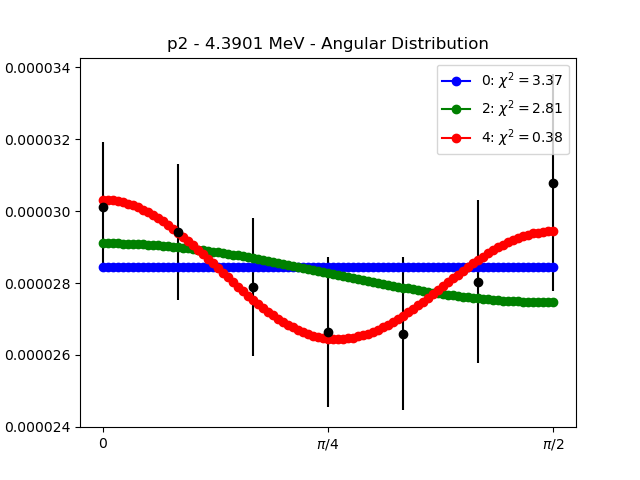 p2 - 4.3901 MeV - Angular Distribution
0.000034
0.000032
0.000030
0.000028
0.000026
0.000024
0: χ² = 3.37
2: χ² = 2.81
4: χ² = 0.38
0
π/4
π/2